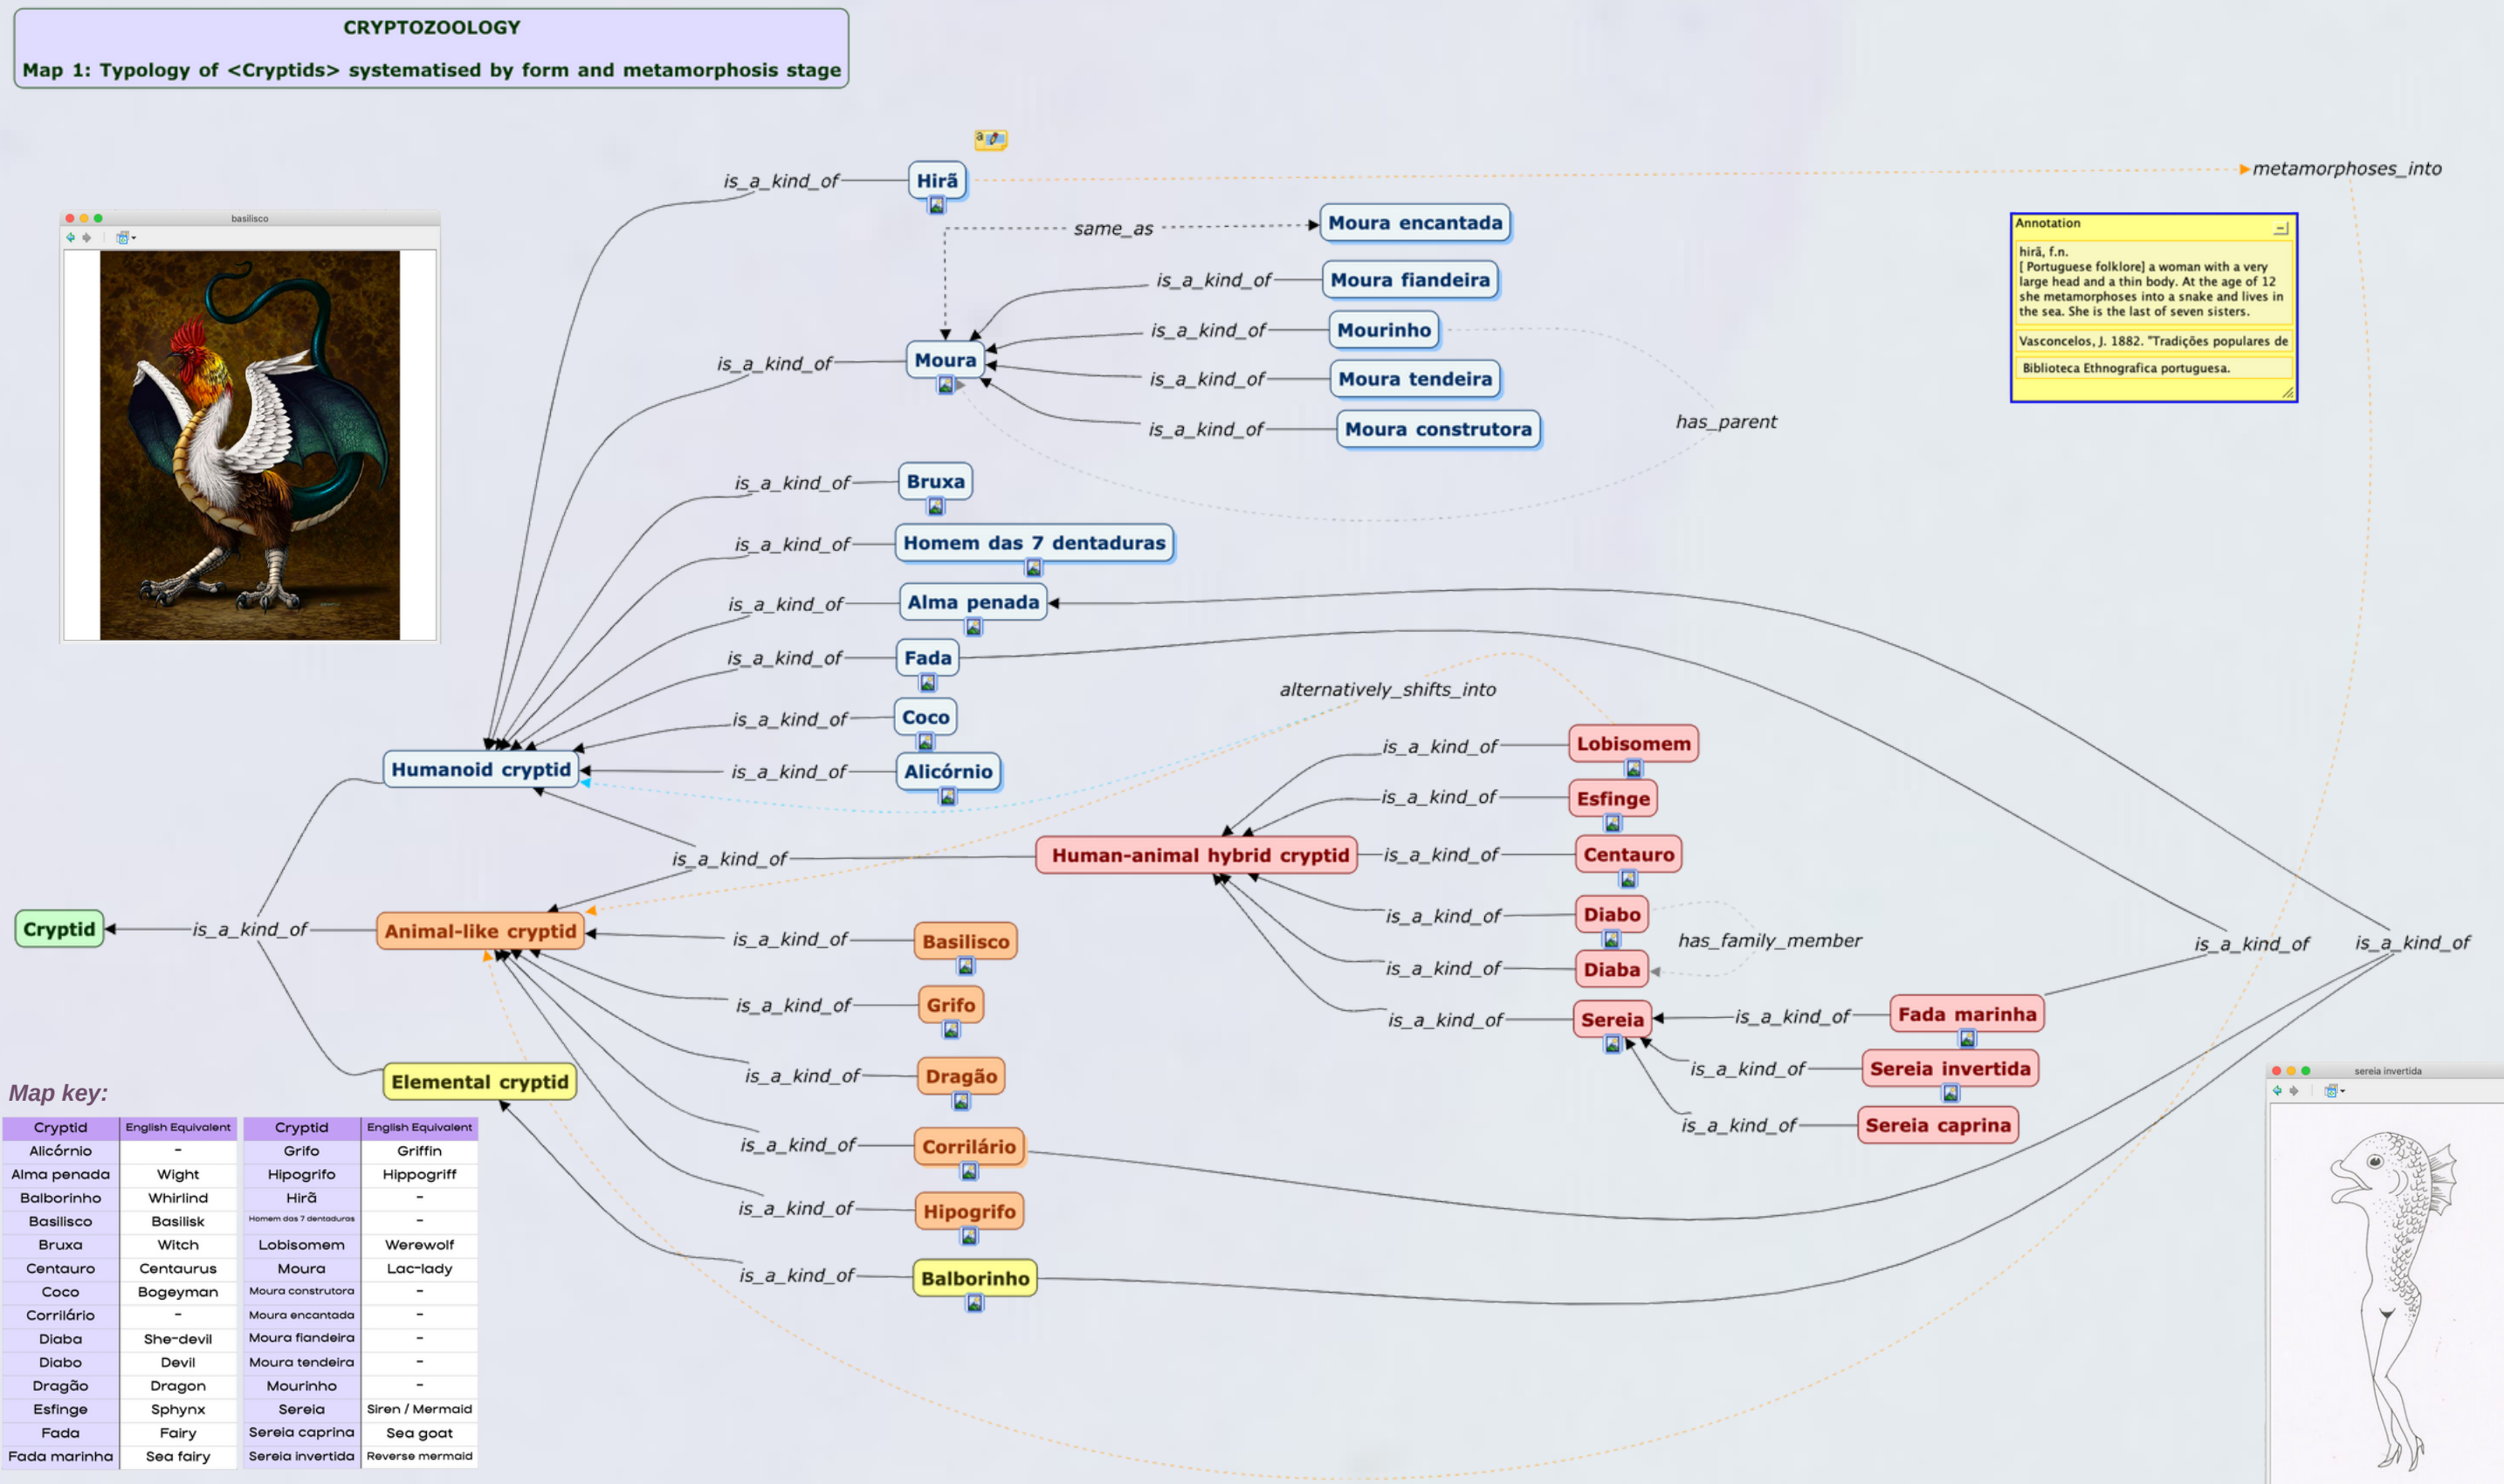 CRYPTOZOOLOGY
Map 1: Typology of <Cryptids> systematised by form and metamorphosis stage
a
is_a_kind_of
Hirã
metamorphoses_into
basilisco
same_as
Moura encantada
Annotation
hirã, f.n.
[ Portuguese folklore] a woman with a very
large head and a thin body. At the age of 12
she metamorphoses into a snake and lives in
the sea. She is the last of seven sisters.
Vasconcelos, J. 1882. "Tradições populares de
Biblioteca Ethnografica portuguesa.
is_a_kind_of
Moura fiandeira
is_a_kind_of
Mourinho
is_a_kind_of
Moura
is_a_kind_of
Moura tendeira
is_a_kind_of
Moura construtora
has_parent
is_a_kind_of
Bruxa
is_a_kind_of
Homem das 7 dentaduras
is_a_kind_of
Alma penada
is_a_kind_of
Fada
alternatively_shifts_into
is_a_kind_of
Coco
is_a_kind_of
Lobisomem
Humanoid cryptid
is_a_kind_of
Alicórnio
is_a_kind_of
Esfinge
is_a_kind_of
Human-animal hybrid cryptid
is_a_kind_of
Centauro
is_a_kind_of
Diabo
Cryptid
is_a_kind_of
Animal-like cryptid
is_a_kind_of
Basilisco
has_family_member
is_a_kind_of
is_a_kind_of
is_a_kind_of
Diaba
is_a_kind_of
Grifo
is_a_kind_of
Sereia
is_a_kind_of
Fada marinha
is_a_kind_of
Sereia invertida
Elemental cryptid
is_a_kind_of
Dragão
is_a_kind_of
Sereia caprina
is_a_kind_of
Corrilário
is_a_kind_of
Hipogrifo
is_a_kind_of
Balborinho
sereia invertida
Map key:
Cryptid English Equivalent Cryptid English Equivalent
Alicórnio - Grifo Griffin
Alma penada Wight Hipogrifo Hippogriff
Balborinho Whirlind Hirã -
Basilisco Basilisk Homem das 7 dentaduras -
Bruxa Witch Lobisomem Werewolf
Centauro Centaurus Moura Lac-lady
Coco Bogeyman Moura construtora -
Corrilário - Moura encantada -
Diaba She-devil Moura fiandeira -
Diabo Devil Moura tendeira -
Dragão Dragon Mourinho -
Esfinge Sphynx Sereia Siren / Mermaid
Fada Fairy Sereia caprina Sea goat
Fada marinha Sea fairy Sereia invertida Reverse mermaid